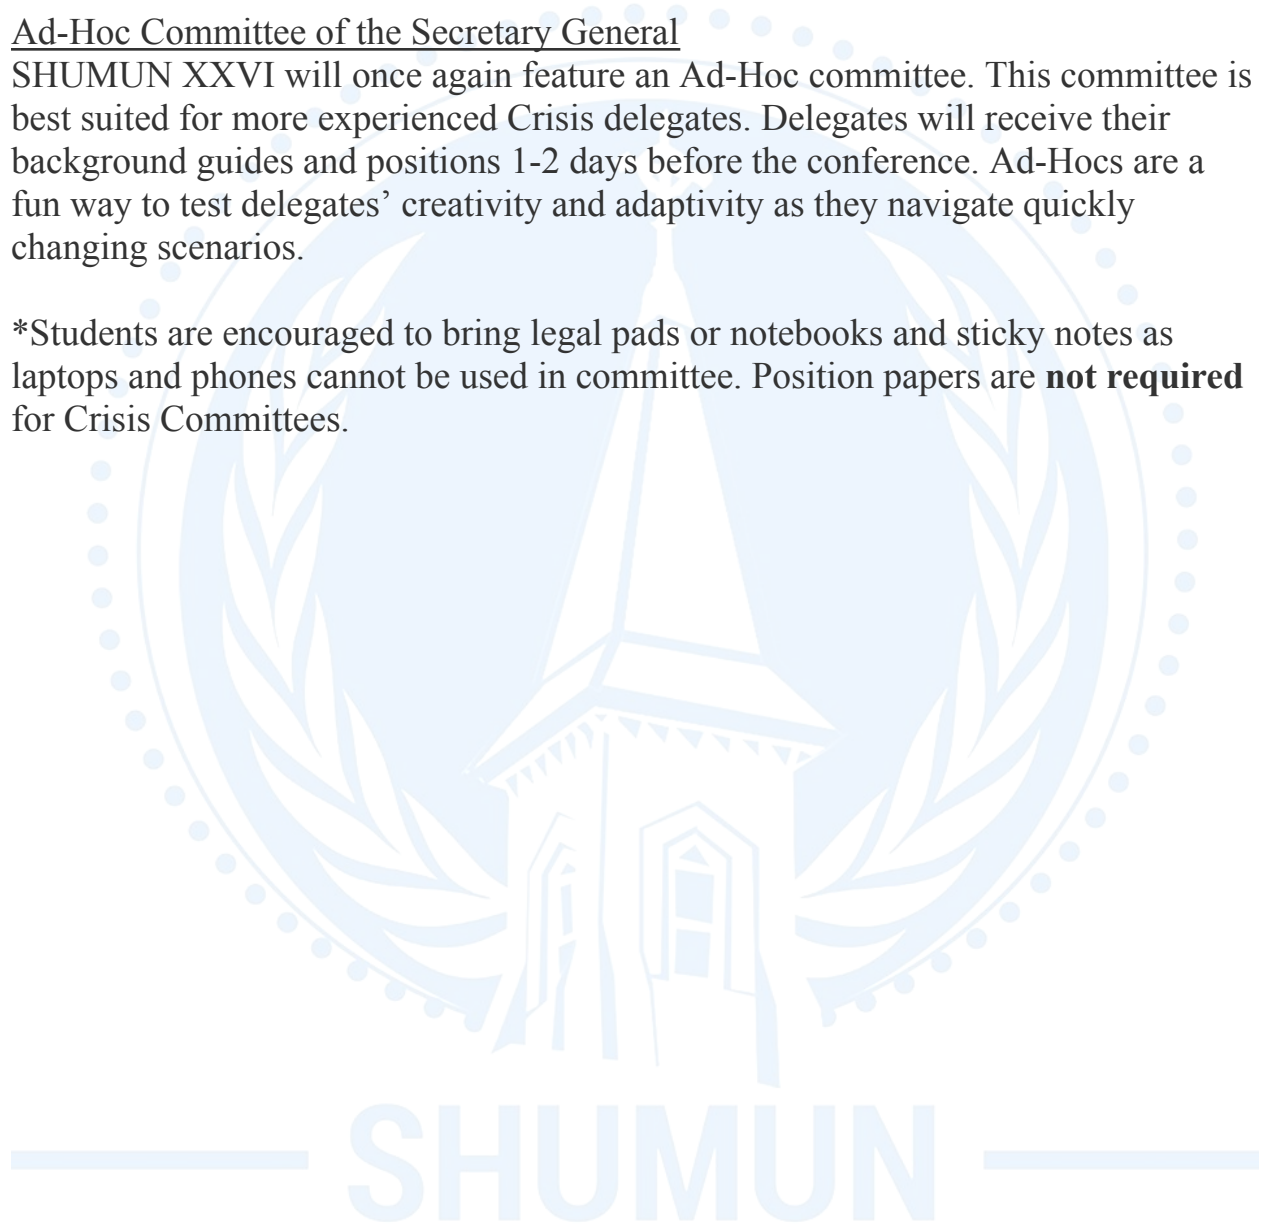 Ad-Hoc Committee of the Secretary General
SHUMUN XXVI will once again feature an Ad-Hoc committee. This committee is
best suited for more experienced Crisis delegates. Delegates will receive their
background guides and positions 1-2 days before the conference. Ad-Hocs are a
fun way to test delegates’ creativity and adaptivity as they navigate quickly
changing scenarios.
*Students are encouraged to bring legal pads or notebooks and sticky notes as
laptops and phones cannot be used in committee. Position papers are not required
for Crisis Committees.
SHUMUN